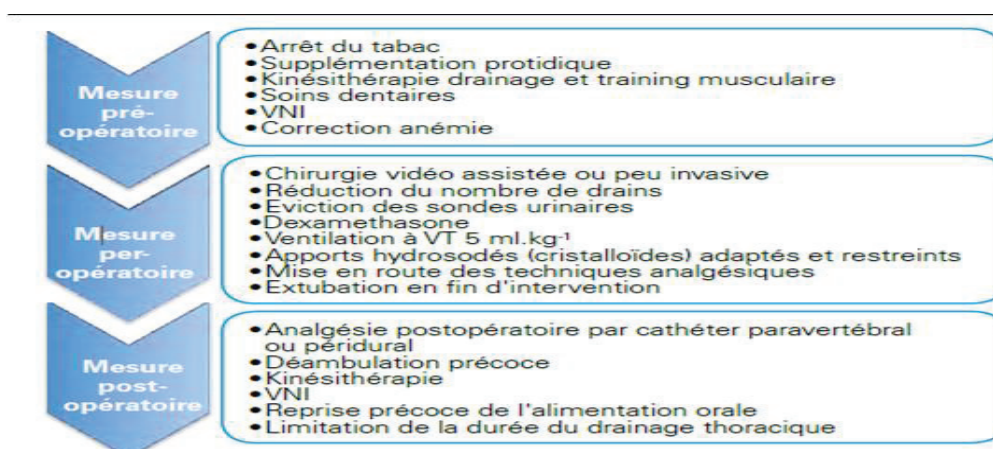 Mesure
pré-
opératoire
•Arrêt du tabac
•Supplémentation protidique
•Kinésithérapie drainage et training musculaire
•Soins dentaires
•VNI
•Correction anémie
Mesure
per-
opératoire
•Chirurgie vidéo assistée ou peu invasive
•Réduction du nombre de drains
•Eviction des sondes urinaires
•Dexamethasone
•Ventilation à VT 5 ml.kg⁻¹
•Apports hydrosodés (cristalloïdes) adaptés et restreints
•Mise en route des techniques analgésiques
•Extubation en fin d'intervention
Mesure
post-
opératoire
•Analgésie postopératoire par cathéter paravertébral
ou péridural
•Déambulation précoce
•Kinésithérapie
•VNI
•Reprise précoce de l'alimentation orale
•Limitation de la durée du drainage thoracique